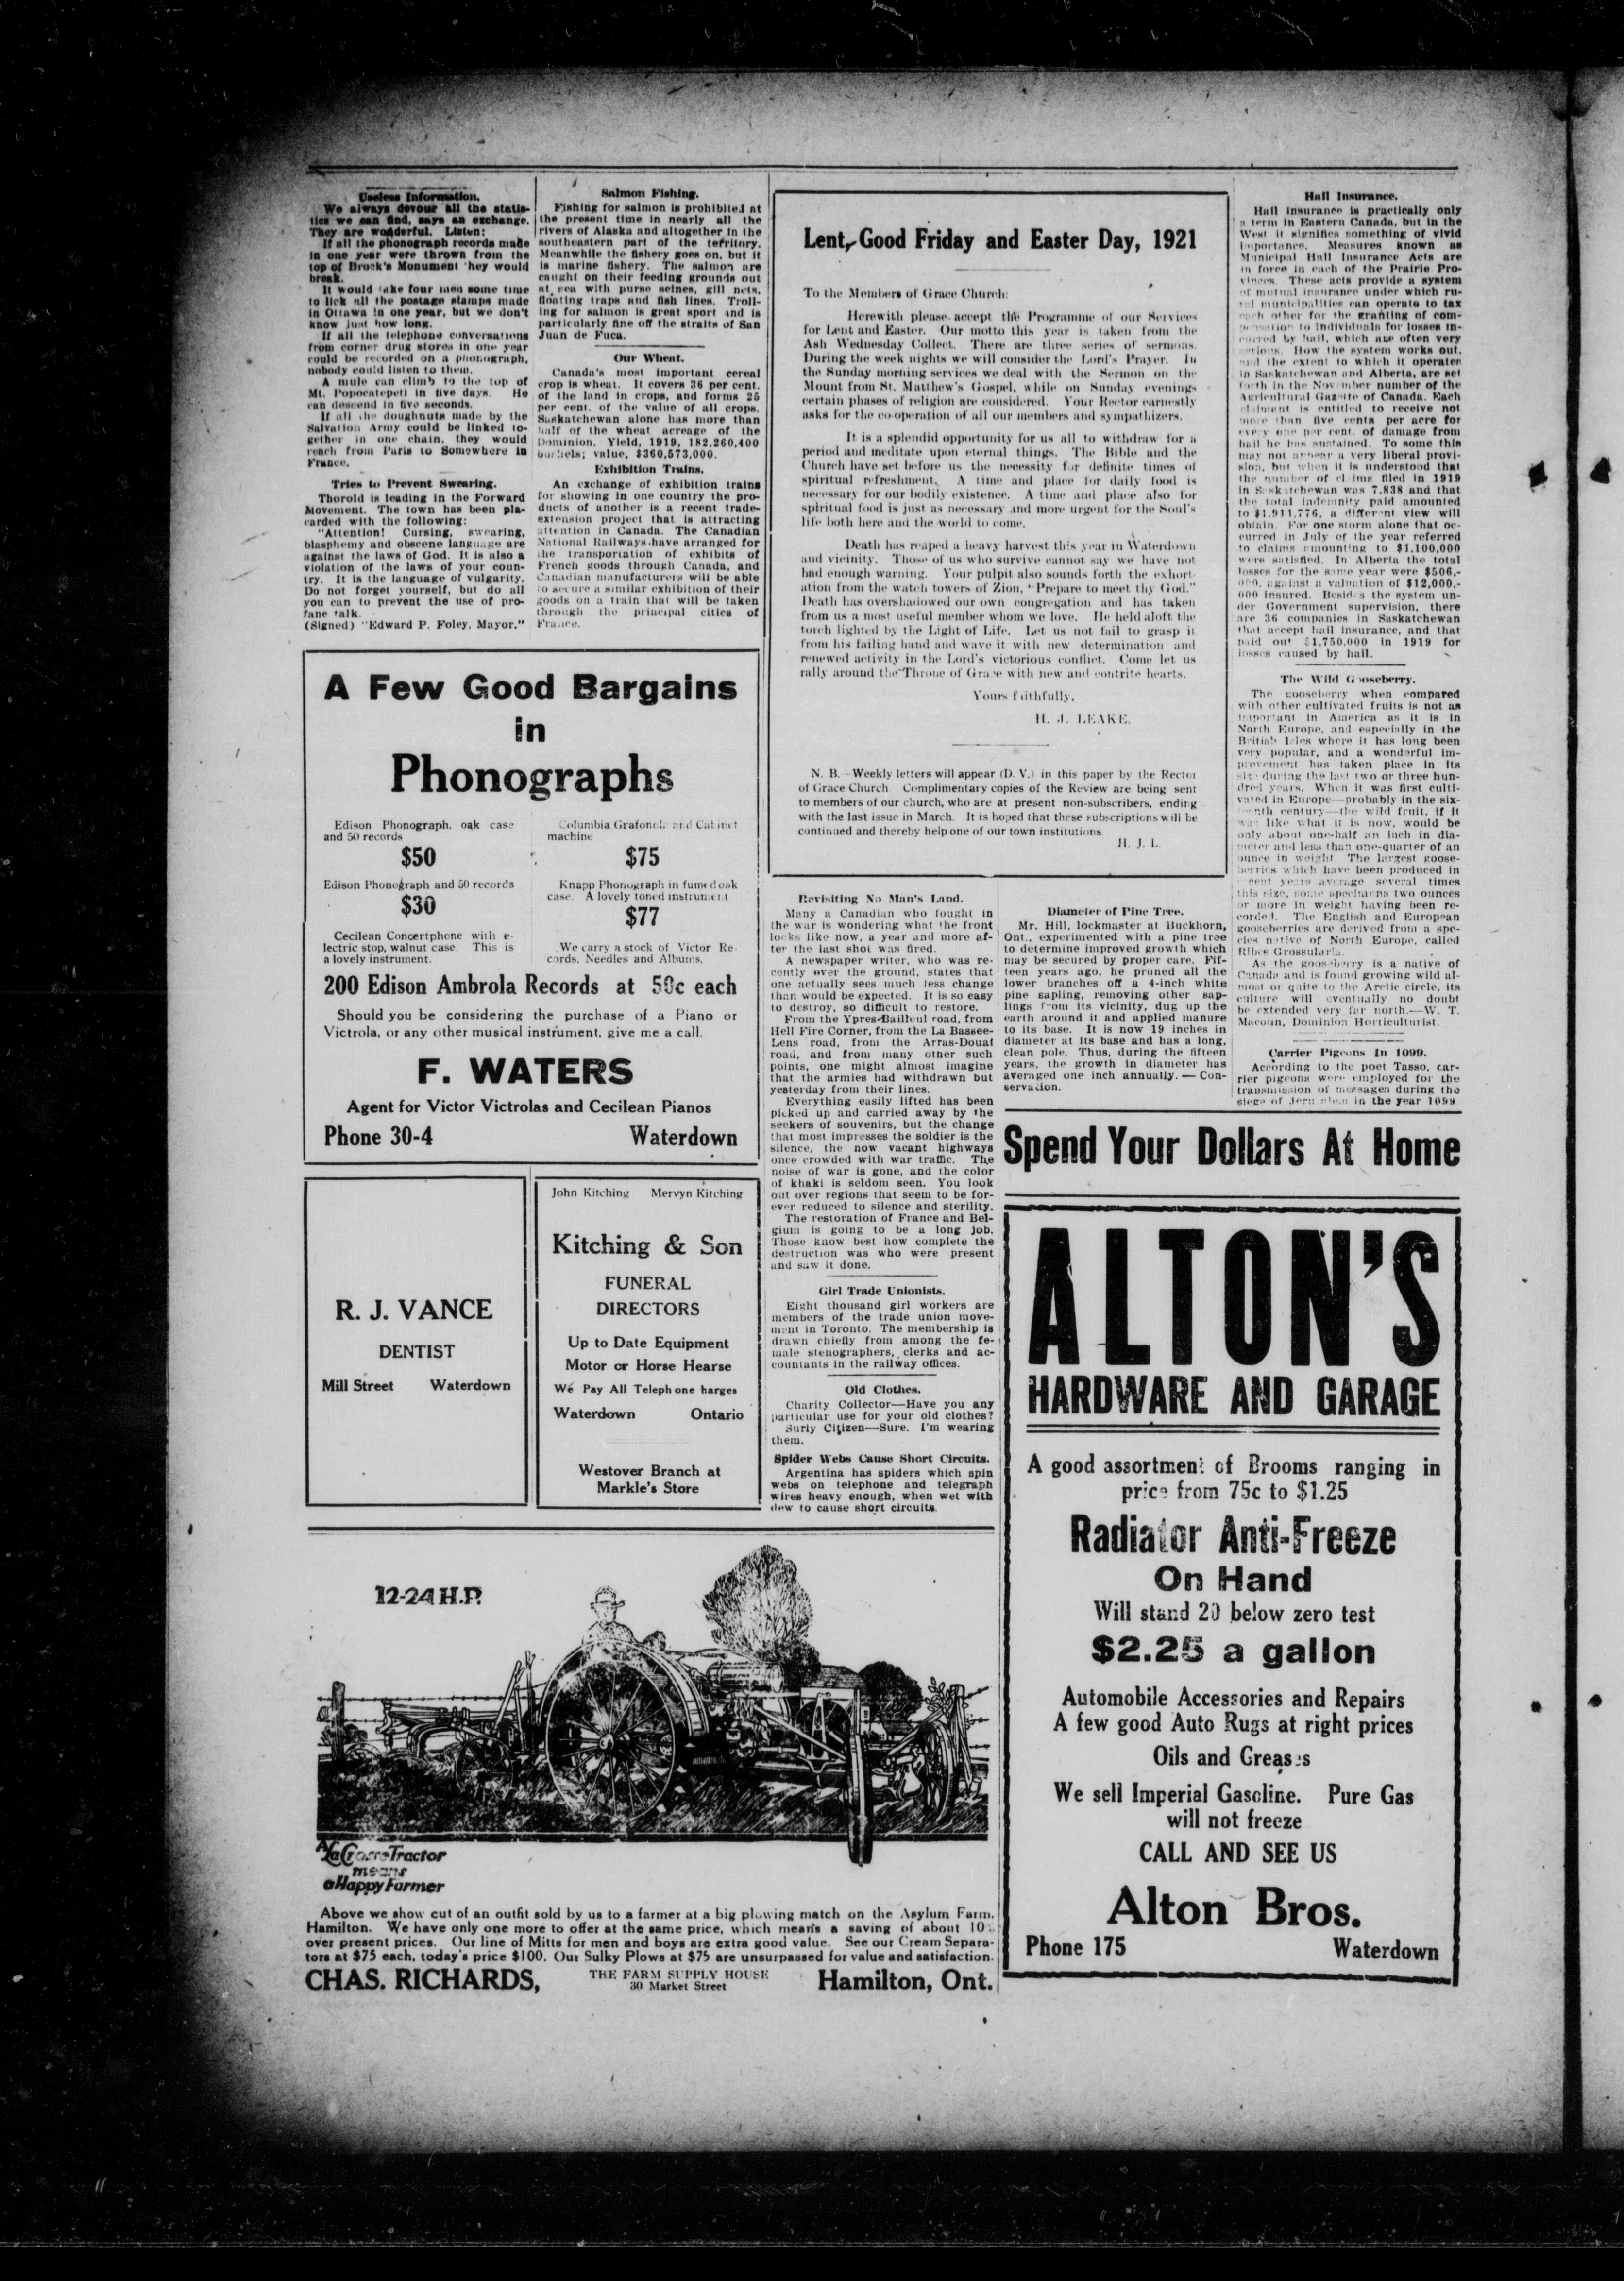 Useless Information.
We always devour all the statis-
tics we can find, says an exchange.
They are wonderful. Listen:
If all the phonograph records made
in one year were thrown from the
top of Brock's Monument they would
break.
It would take four men some time
to lick all the postage stamps made
in Ottawa in one year, but we don't
know just how long.
If all the telephone conversations
from corner drug stores in one year
could be recorded on a phonograph,
nobody could listen to them.
A mule can climb to the top of
Mt. Popocatepetl in five days. He
can descend in five seconds.
If all the doughnuts made by the
Salvation Army could be linked to-
gether in one chain, they would
reach from Paris to Somewhere in
France.
Tries to Prevent Swearing.
Thorold is leading in the Forward
Movement. The town has been pla-
carded with the following:
"Attention! Cursing, swearing,
blasphemy and obscene language are
against the laws of God. It is also a
violation of the laws of your coun-
try. It is the language of vulgarity.
Do not forget yourself, but do all
you can to prevent the use of pro-
fane talk.
(Signed) "Edward P. Foley, Mayor."
Salmon Fishing.
Fishing for salmon is prohibited at
the present time in nearly all the
rivers of Alaska and altogether in the
southeastern part of the territory.
Meanwhile the fishery goes on, but it
is marine fishery. The salmon are
caught on their feeding grounds out
at sea with purse seines, gill nets,
floating traps and fish lines. Troll-
ing for salmon is great sport and is
particularly fine off the straits of San
Juan de Fuca.
Our Wheat.
Canada's most important cereal
crop is wheat. It covers 36 per cent.
of the land in crops, and forms 25
per cent. of the value of all crops.
Saskatchewan alone has more than
half of the wheat acreage of the
Dominion. Yield, 1919, 182,260,400
bushels; value, $360,573,000.
Exhibition Trains.
An exchange of exhibition trains
for showing in one country the pro-
ducts of another is a recent trade-
extension project that is attracting
attention in Canada. The Canadian
National Railways have arranged for
the transportation of exhibits of
French goods through Canada, and
Canadian manufacturers will be able
to secure a similar exhibition of their
goods on a train that will be taken
through the principal cities of
France.
Lent, Good Friday and Easter Day, 1921
To the Members of Grace Church:
Herewith please accept the Programme of our Services
for Lent and Easter. Our motto this year is taken from the
Ash Wednesday Collect. There are three series of sermons.
During the week nights we will consider the Lord's Prayer. In
the Sunday morning services we deal with the Sermon on the
Mount from St. Matthew's Gospel, while on Sunday evenings
certain phases of religion are considered. Your Rector earnestly
asks for the co-operation of all our members and sympathizers.
It is a splendid opportunity for us all to withdraw for a
period and meditate upon eternal things. The Bible and the
Church have set before us the necessity for definite times of
spiritual refreshment. A time and place for daily food is
necessary for our bodily existence. A time and place also for
spiritual food is just as necessary and more urgent for the Soul's
life both here and the world to come.
Death has reaped a heavy harvest this year in Waterdown
and vicinity. Those of us who survive cannot say we have not
had enough warning. Your pulpit also sounds forth the exhort-
ation from the watch towers of Zion, "Prepare to meet thy God."
Death has overshadowed our own congregation and has taken
from us a most useful member whom we love. He held aloft the
torch lighted by the Light of Life. Let us not fail to grasp it
from his failing hand and wave it with new determination and
renewed activity in the Lord's victorious conflict. Come let us
rally around the Throne of Grace with new and contrite hearts.
Yours faithfully,
H. J. LEAKE.
N. B.—Weekly letters will appear (D. V.) in this paper by the Rector
of Grace Church. Complimentary copies of the Review are being sent
to members of our church, who are at present non-subscribers, ending
with the last issue in March. It is hoped that these subscriptions will be
continued and thereby help one of our town institutions.
H. J. L.
Hail Insurance.
Hail insurance is practically only
a term in Eastern Canada, but in the
West it signifies something of vivid
importance. Measures known as
Municipal Hail Insurance Acts are
in force in each of the Prairie Pro-
vinces. These acts provide a system
of mutual insurance under which ru-
ral municipalities can operate to tax
each other for the granting of com-
pensation to individuals for losses in-
curred by hail, which are often very
serious. How the system works out,
and the extent to which it operates
in Saskatchewan and Alberta, are set
forth in the November number of the
Agricultural Gazette of Canada. Each
claimant is entitled to receive not
more than five cents per acre for
every one per cent. of damage from
hail he has sustained. To some this
may not appear a very liberal provi-
sion, but when it is understood that
the number of claims filed in 1919
in Saskatchewan was 7,838 and that
the total indemnity paid amounted
to $1,911,776, a different view will
obtain. For one storm alone that oc-
curred in July of the year referred
to claims amounting to $1,100,000
were satisfied. In Alberta the total
losses for the same year were $506,-
000, against a valuation of $12,000,-
000 insured. Besides the system un-
der Government supervision, there
are 36 companies in Saskatchewan
that accept hail insurance, and that
paid out $1,750,000 in 1919 for
losses caused by hail.
The Wild Gooseberry.
The gooseberry when compared
with other cultivated fruits is not as
important in America as it is in
North Europe, and especially in the
British Isles where it has long been
very popular, and a wonderful im-
provement has taken place in its
size during the last two or three hun-
dred years. When it was first culti-
vated in Europe—probably in the six-
teenth century—the wild fruit, if it
was like what it is now, would be
only about one-half an inch in dia-
meter and less than one-quarter of an
ounce in weight. The largest goose-
berries which have been produced in
recent years average several times
this size, some specimens two ounces
or more in weight having been re-
corded. The English and European
gooseberries are derived from a spe-
cies native of North Europe, called
Ribes Grossularia.
As the gooseberry is a native of
Canada and is found growing wild al-
most or quite to the Arctic circle, its
culture will eventually no doubt
be extended very far north.—W. T.
Macoun, Dominion Horticulturist.
Carrier Pigeons In 1099.
According to the poet Tasso, car-
rier pigeons were employed for the
transmission of messages during the
siege of Jerusalem in the year 1099
A Few Good Bargains
in
Phonographs
Edison Phonograph, oak case
and 50 records
$50
Edison Phonograph and 50 records
$30
Cecilean Concertphone with e-
lectric stop, walnut case. This is
a lovely instrument.
Columbia Grafonola and Cabinet
machine
$75
Knapp Phonograph in fumed oak
case. A lovely toned instrument
$77
We carry a stock of Victor Re-
cords, Needles and Albums.
200 Edison Ambrola Records at 50c each
Should you be considering the purchase of a Piano or
Victrola, or any other musical instrument, give me a call.
F. WATERS
Agent for Victor Victrolas and Cecilean Pianos
Phone 30-4 Waterdown
R. J. VANCE
DENTIST
Mill Street Waterdown
John Kitching Mervyn Kitching
Kitching & Son
FUNERAL
DIRECTORS
Up to Date Equipment
Motor or Horse Hearse
We Pay All Teleph one harges
Waterdown Ontario
Westover Branch at
Markle's Store
Revisiting No Man's Land.
Many a Canadian who fought in
the war is wondering what the front
looks like now, a year and more af-
ter the last shot was fired.
A newspaper writer, who was re-
cently over the ground, states that
one actually sees much less change
than would be expected. It is so easy
to destroy, so difficult to restore.
From the Ypres-Bailleul road, from
Hell Fire Corner, from the La Bassee-
Lens road, from the Arras-Douai
road, and from many other such
points, one might almost imagine
that the armies had withdrawn but
yesterday from their lines.
Everything easily lifted has been
picked up and carried away by the
seekers of souvenirs, but the change
that most impresses the soldier is the
silence, the now vacant highways
once crowded with war traffic. The
noise of war is gone, and the color
of khaki is seldom seen. You look
out over regions that seem to be for-
ever reduced to silence and sterility.
The restoration of France and Bel-
gium is going to be a long job.
Those know best how complete the
destruction was who were present
and saw it done.
Girl Trade Unionists.
Eight thousand girl workers are
members of the trade union move-
ment in Toronto. The membership is
drawn chiefly from among the fe-
male stenographers, clerks and ac-
countants in the railway offices.
Old Clothes.
Charity Collector—Have you any
particular use for your old clothes?
Surly Citizen—Sure. I'm wearing
them.
Spider Webs Cause Short Circuits.
Argentina has spiders which spin
webs on telephone and telegraph
wires heavy enough, when wet with
dew to cause short circuits.
Diameter of Pine Tree.
Mr. Hill, lockmaster at Buckhorn,
Ont., experimented with a pine tree
to determine improved growth which
may be secured by proper care. Fif-
teen years ago, he pruned all the
lower branches off a 4-inch white
pine sapling, removing other sap-
lings from its vicinity, dug up the
earth around it and applied manure
to its base. It is now 19 inches in
diameter at its base and has a long,
clean pole. Thus, during the fifteen
years, the growth in diameter has
averaged one inch annually. — Con-
servation.
Spend Your Dollars At Home
ALTON'S
HARDWARE AND GARAGE
A good assortment of Brooms ranging in
price from 75c to $1.25
Radiator Anti-Freeze
On Hand
Will stand 20 below zero test
$2.25 a gallon
Automobile Accessories and Repairs
A few good Auto Rugs at right prices
Oils and Greases
We sell Imperial Gasoline. Pure Gas
will not freeze
CALL AND SEE US
Alton Bros.
Phone 175 Waterdown
12-24 H.P.
A La Crosse Tractor
means
a Happy Farmer
Above we show cut of an outfit sold by us to a farmer at a big plowing match on the Asylum Farm,
Hamilton. We have only one more to offer at the same price, which means a saving of about 10%
over present prices. Our line of Mitts for men and boys are extra good value. See our Cream Separa-
tors at $75 each, today's price $100. Our Sulky Plows at $75 are unsurpassed for value and satisfaction.
CHAS. RICHARDS, THE FARM SUPPLY HOUSE Hamilton, Ont.
30 Market Street